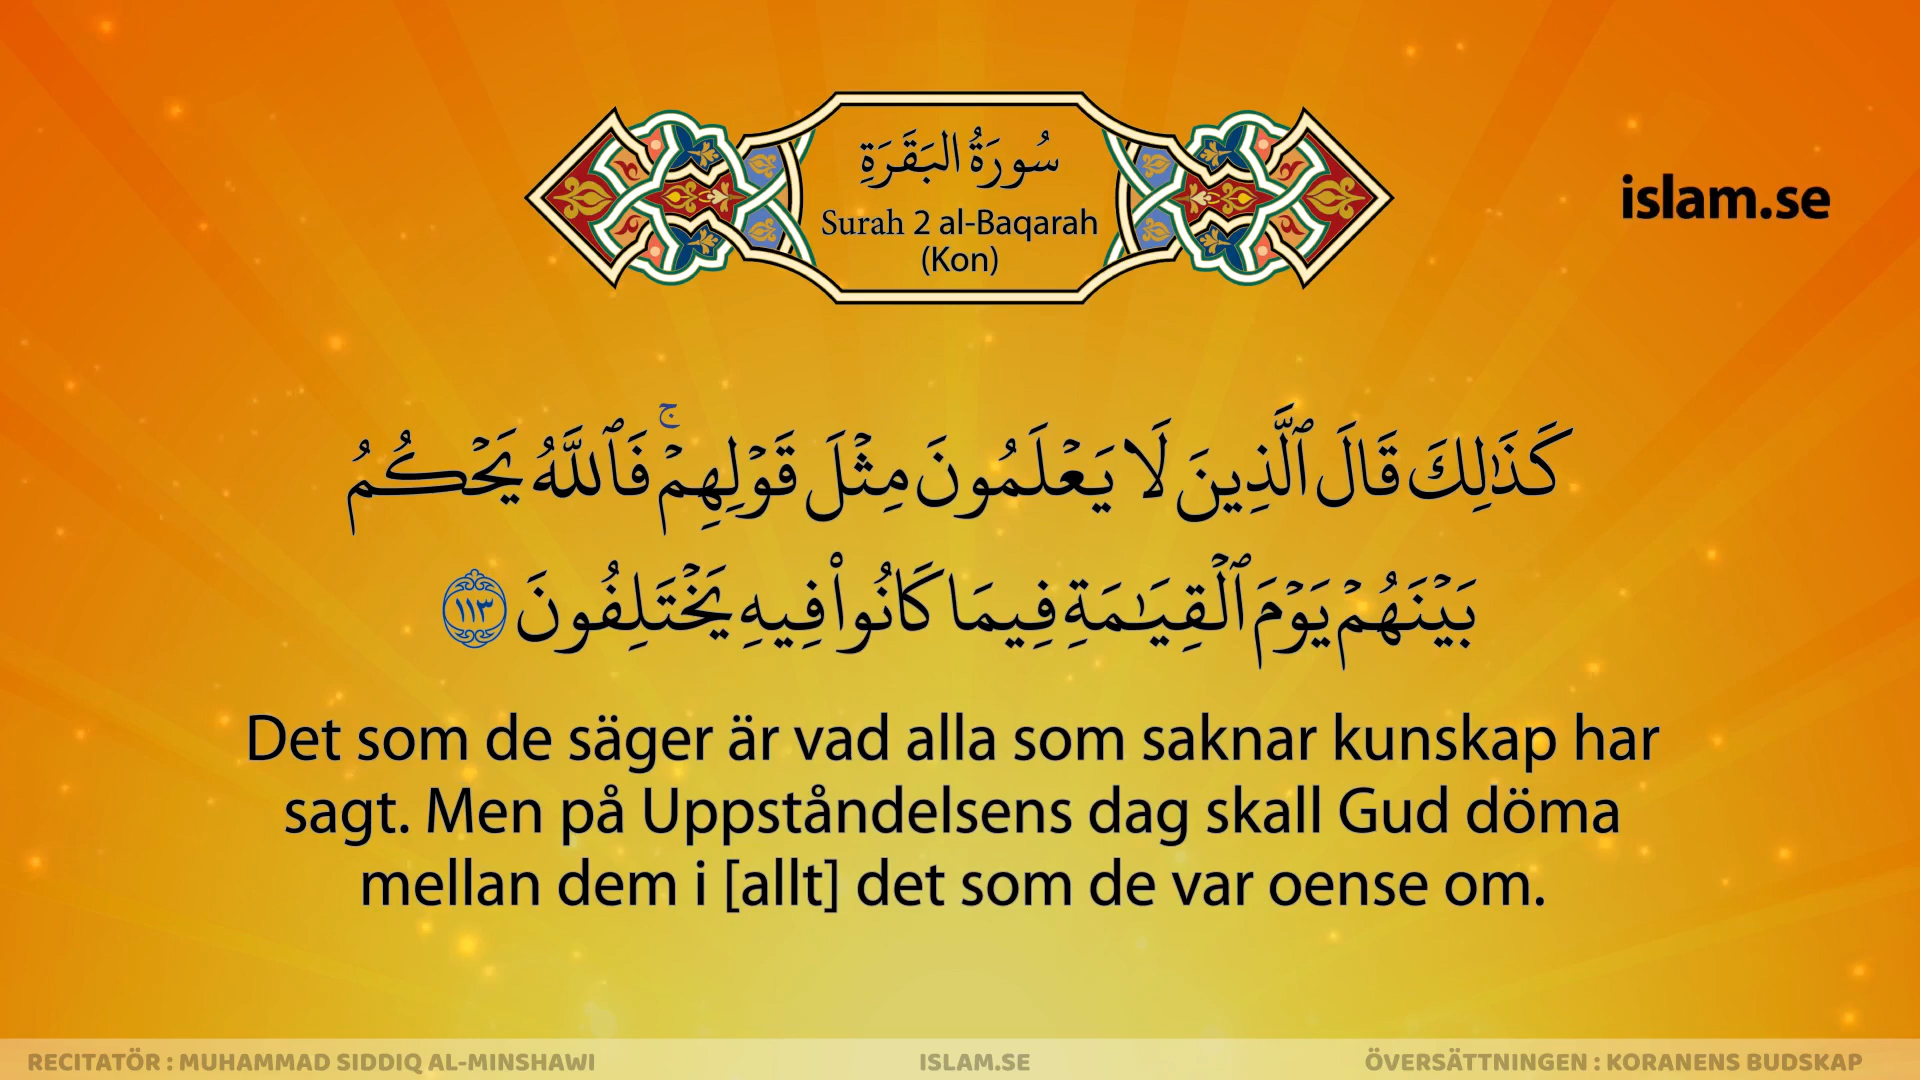 سُورَةُ البَقَرَةِ
Surah 2 al-Baqarah
(Kon)
islam.se
كَذَٰلِكَ قَالَ ٱلَّذِينَ لَا يَعۡلَمُونَ مِثۡلَ قَوۡلِهِمۡۚ فَٱللَّهُ يَحۡكُمُ
بَيۡنَهُمۡ يَوۡمَ ٱلۡقِيَٰمَةِ فِيمَا كَانُواْ فِيهِ يَخۡتَلِفُونَ ١١٣
Det som de säger är vad alla som saknar kunskap har
sagt. Men på Uppståndelsens dag skall Gud döma
mellan dem i [allt] det som de var oense om.
RECITATÖR : MUHAMMAD SIDDIQ AL-MINSHAWI
ISLAM.SE
ÖVERSÄTTNINGEN : KORANENS BUDSKAP